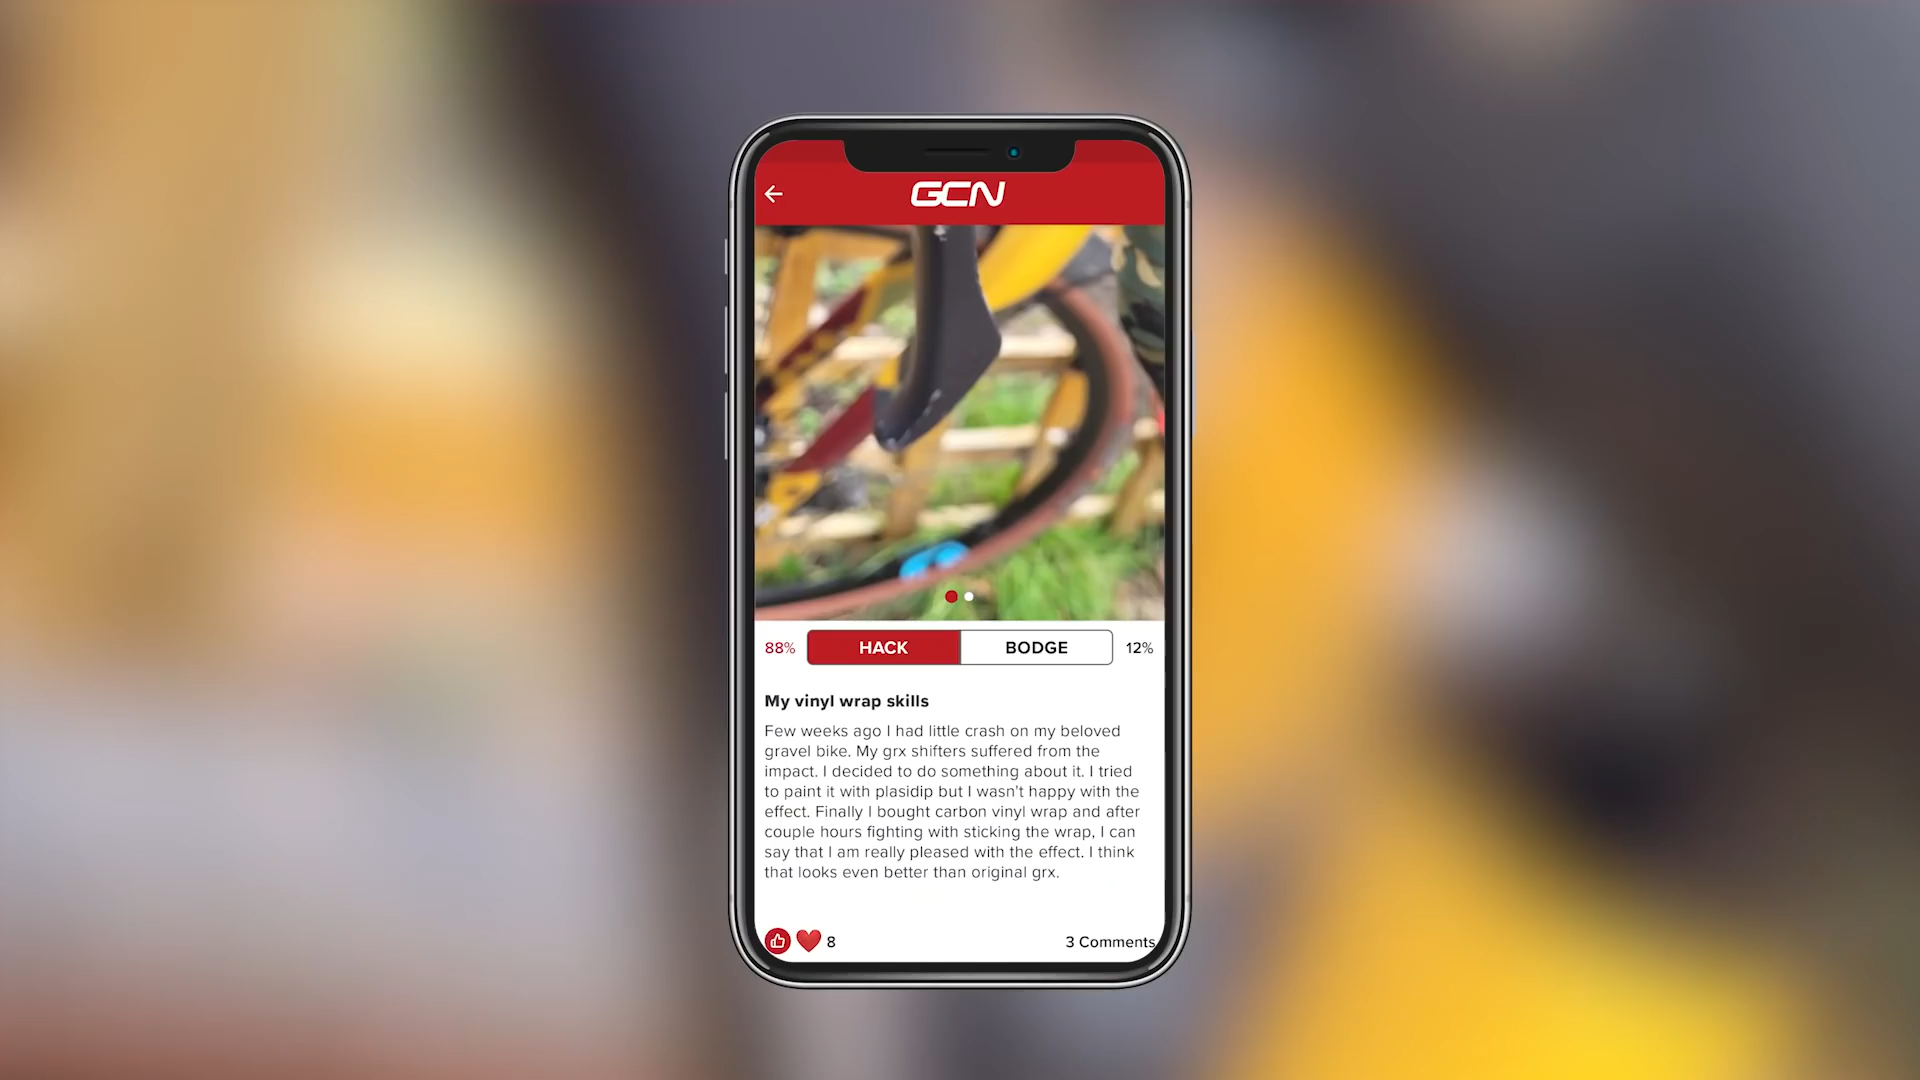 GCN
88% HACK BODGE 12%
My vinyl wrap skills
Few weeks ago I had little crash on my beloved
gravel bike. My grx shifters suffered from the
impact. I decided to do something about it. I tried
to paint it with plasidip but I wasn't happy with the
effect. Finally I bought carbon vinyl wrap and after
couple hours fighting with sticking the wrap, I can
say that I am really pleased with the effect. I think
that looks even better than original grx.
8 3 Comments